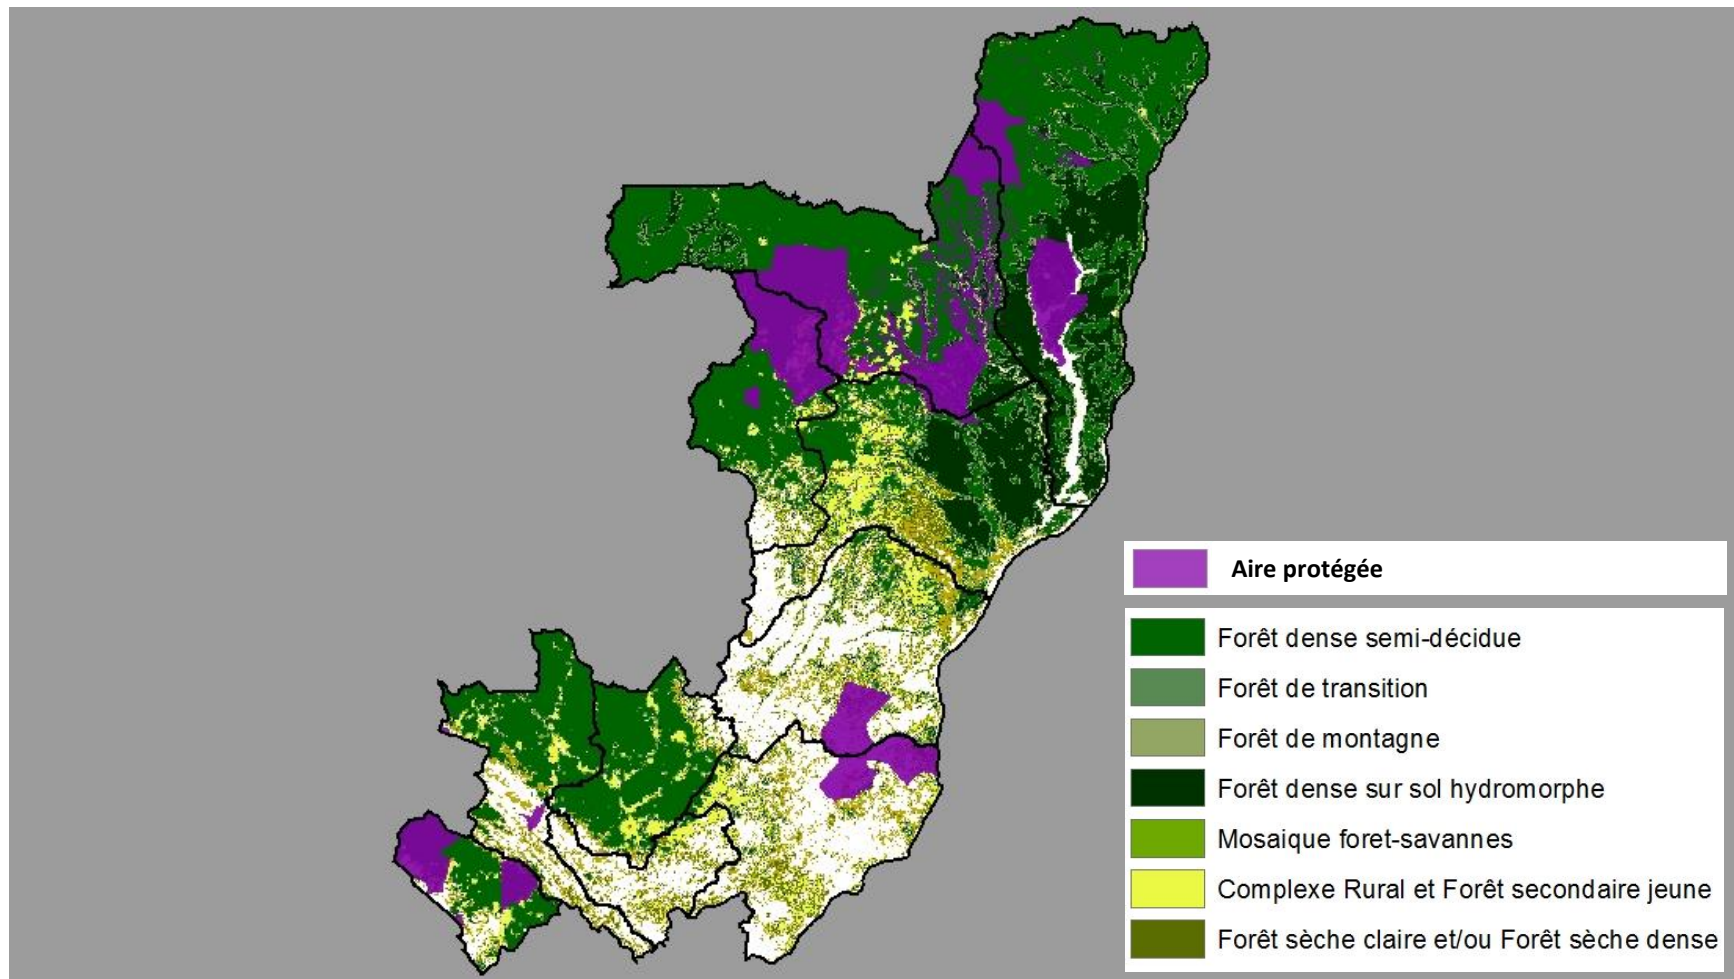 Aire protégée
Forêt dense semi-décidue
Forêt de transition
Forêt de montagne
Forêt dense sur sol hydromorphe
Mosaique foret-savannes
Complexe Rural et Forêt secondaire jeune
Forêt sèche claire et/ou Forêt sèche dense